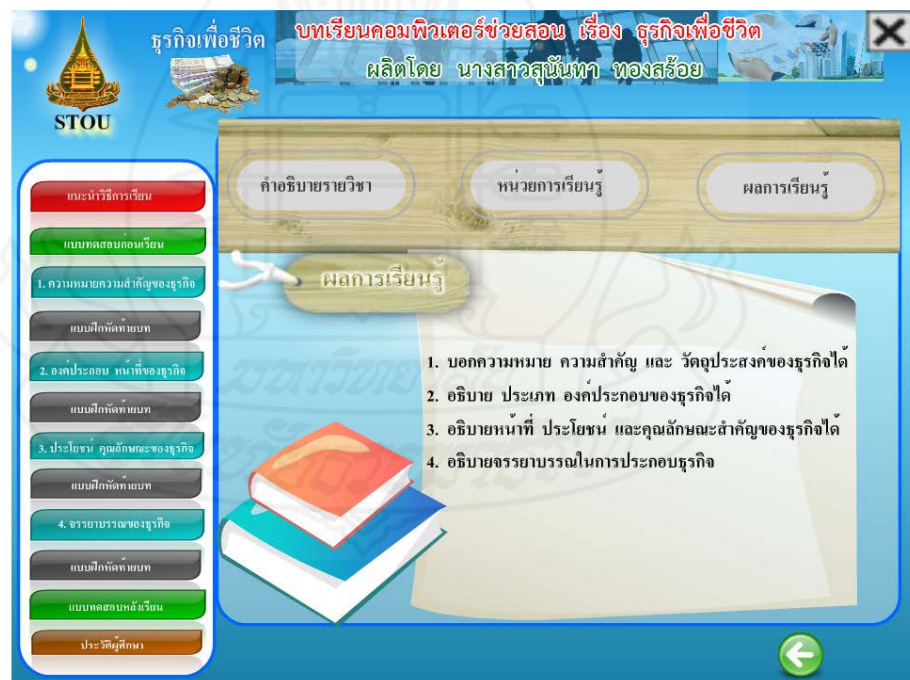 ธุรกิจเพื่อชีวิต
บทเรียนคอมพิวเตอร์ช่วยสอน เรื่อง ธุรกิจเพื่อชีวิต
ผลิตโดย นางสาวสุนันทา ทองสร้อย
STOU
คำอธิบายรายวิชา
หน่วยการเรียนรู้
ผลการเรียนรู้
แนะนำวิธีการเรียน
แบบทดสอบก่อนเรียน
1. ความหมายความสำคัญของธุรกิจ
แบบฝึกหัดท้ายบท
2. องค์ประกอบ หน้าที่ของธุรกิจ
แบบฝึกหัดท้ายบท
3. ประโยชน์ คุณลักษณะของธุรกิจ
แบบฝึกหัดท้ายบท
4. จรรยาบรรณของธุรกิจ
แบบฝึกหัดท้ายบท
แบบทดสอบหลังเรียน
ประวัติผู้ศึกษา
ผลการเรียนรู้
1. บอกความหมาย ความสำคัญ และ วัตถุประสงค์ของธุรกิจได้
2. อธิบาย ประเภท องค์ประกอบของธุรกิจได้
3. อธิบายหน้าที่ ประโยชน์ และคุณลักษณะสำคัญของธุรกิจได้
4. อธิบายจรรยาบรรณในการประกอบธุรกิจ